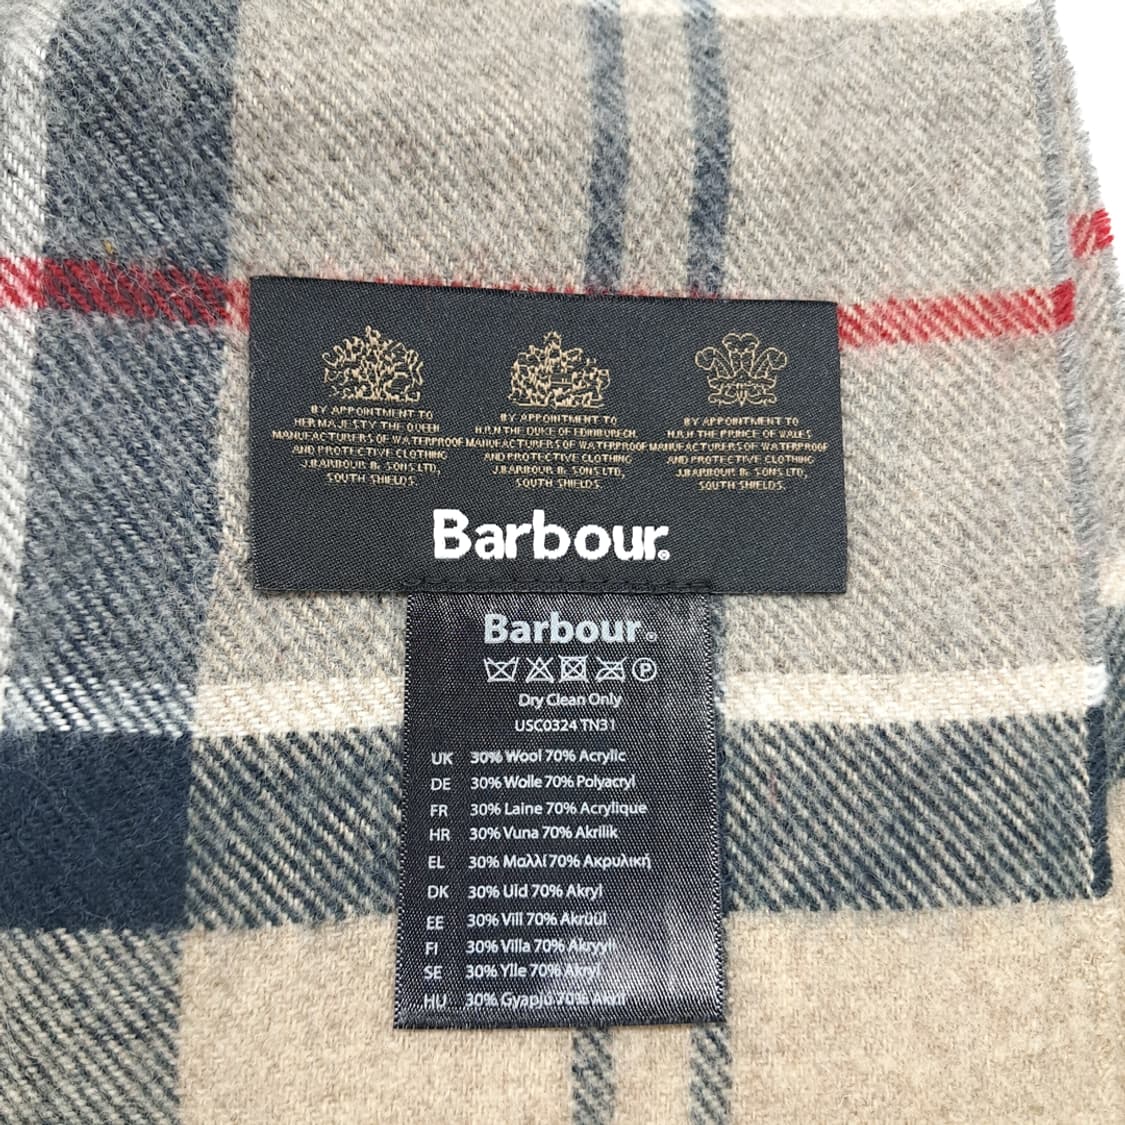 BY APPOINTMENT TO
HER MAJESTY THE QUEEN
MANUFACTURERS OF WATERPROOF
AND PROTECTIVE CLOTHING
J.BARBOUR & SONS LTD,
SOUTH SHIELDS.
BY APPOINTMENT TO
H.R.H THE DUKE OF EDINBURGH,
MANUFACTURERS OF WATERPROOF
AND PROTECTIVE CLOTHING
J.BARBOUR & SONS LTD,
SOUTH SHIELDS.
BY APPOINTMENT TO
H.R.H THE PRINCE OF WALES
MANUFACTURERS OF WATERPROOF
AND PROTECTIVE CLOTHING
J.BARBOUR & SONS LTD,
SOUTH SHIELDS.
Barbour®
Barbour®
P
Dry Clean Only
USC0324 TN31
UK 30% Wool 70% Acrylic
DE 30% Wolle 70% Polyacryl
FR 30% Laine 70% Acrylique
HR 30% Vuna 70% Akrilik
EL 30% Μαλλί 70% Ακρυλική
DK 30% Uld 70% Akryl
EE 30% Vill 70% Akrüül
FI 30% Villa 70% Akryyli
SE 30% Ylle 70% Akryl
HU 30% Gyapjú 70% Akril